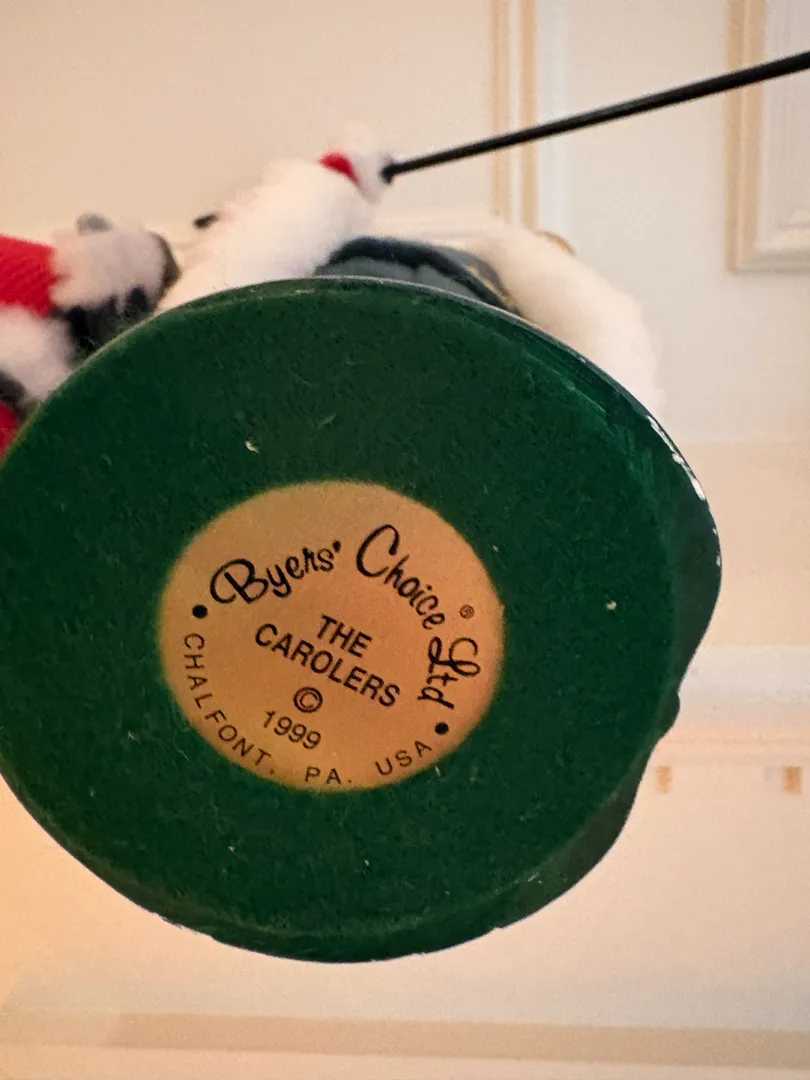 Byers' Choice® Ltd
THE
CAROLERS
©
1999
• CHALFONT, PA. USA •